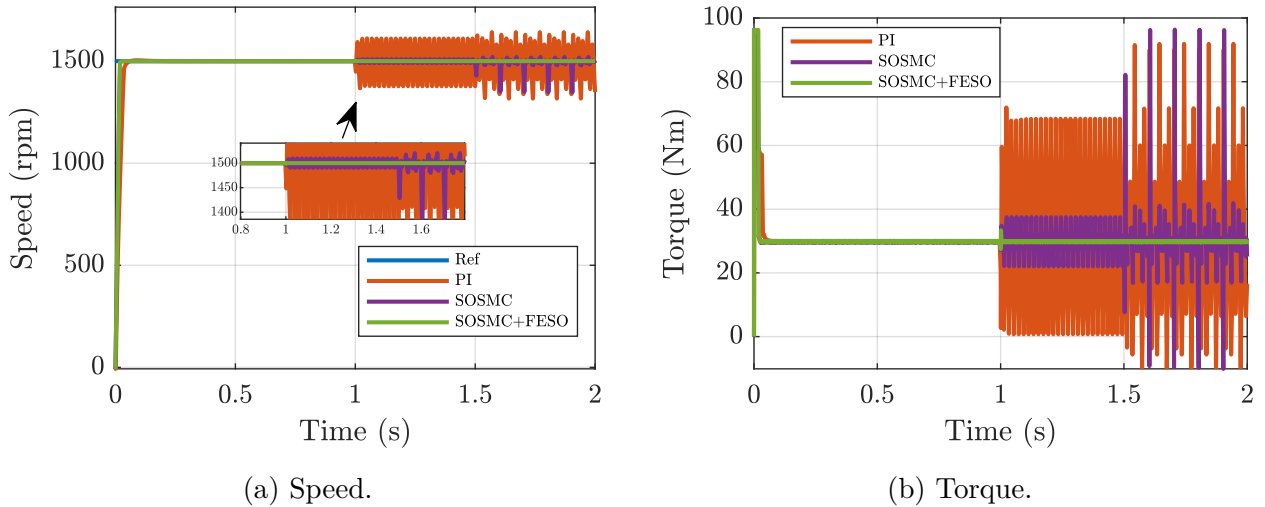 Speed (rpm)
1500
1000
500
0
1500
1450
1400
0.8
1
1.2
1.4
1.6
Ref
PI
SOSMC
SOSMC+FESO
0
0.5
1
1.5
2
Time (s)
(a) Speed.
Torque (Nm)
100
80
60
40
20
0
PI
SOSMC
SOSMC+FESO
0
0.5
1
1.5
2
Time (s)
(b) Torque.